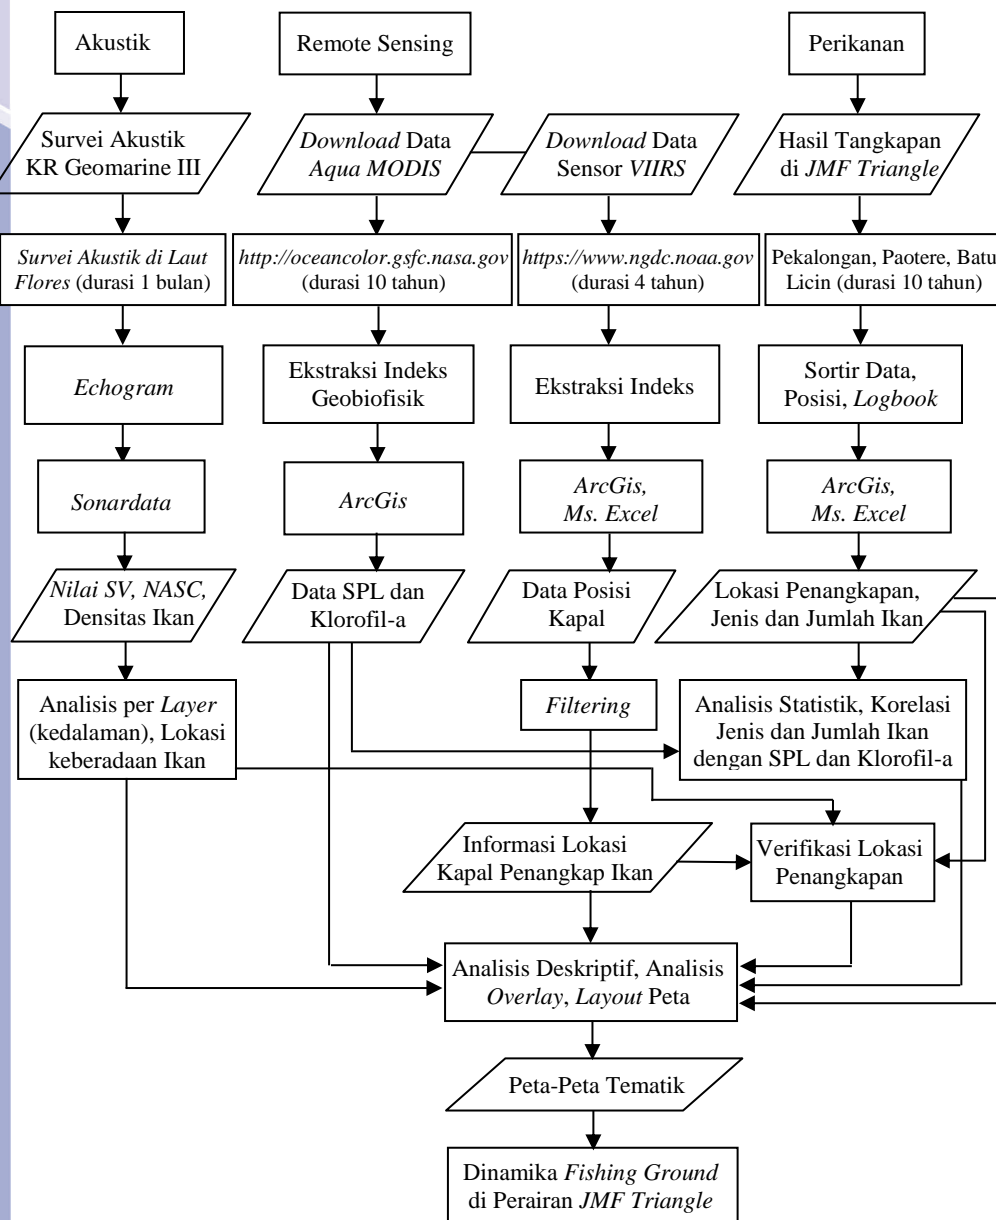 Akustik
Remote Sensing
Perikanan
Survei Akustik
KR Geomarine III
Download Data
Aqua MODIS
Download Data
Sensor VIIRS
Hasil Tangkapan
di JMF Triangle
Survei Akustik di Laut
Flores (durasi 1 bulan)
http://oceancolor.gsfc.nasa.gov
(durasi 10 tahun)
https://www.ngdc.noaa.gov
(durasi 4 tahun)
Pekalongan, Paotere, Batu
Licin (durasi 10 tahun)
Echogram
Ekstraksi Indeks
Geobiofisik
Ekstraksi Indeks
Sortir Data,
Posisi, Logbook
Sonardata
ArcGis
ArcGis,
Ms. Excel
ArcGis,
Ms. Excel
Nilai SV, NASC,
Densitas Ikan
Data SPL dan
Klorofil-a
Data Posisi
Kapal
Lokasi Penangkapan,
Jenis dan Jumlah Ikan
Analisis per Layer
(kedalaman), Lokasi
keberadaan Ikan
Filtering
Analisis Statistik, Korelasi
Jenis dan Jumlah Ikan
dengan SPL dan Klorofil-a
Informasi Lokasi
Kapal Penangkap Ikan
Verifikasi Lokasi
Penangkapan
Analisis Deskriptif, Analisis
Overlay, Layout Peta
Peta-Peta Tematik
Dinamika Fishing Ground
di Perairan JMF Triangle